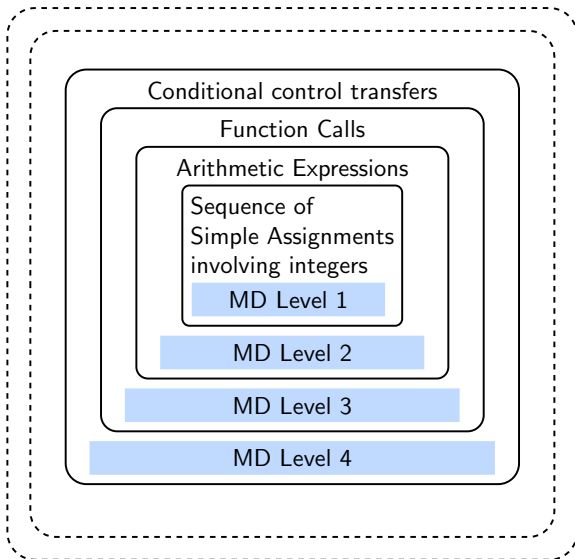 Conditional control transfers
Function Calls
Arithmetic Expressions
Sequence of
Simple Assignments
involving integers
MD Level 1
MD Level 2
MD Level 3
MD Level 4